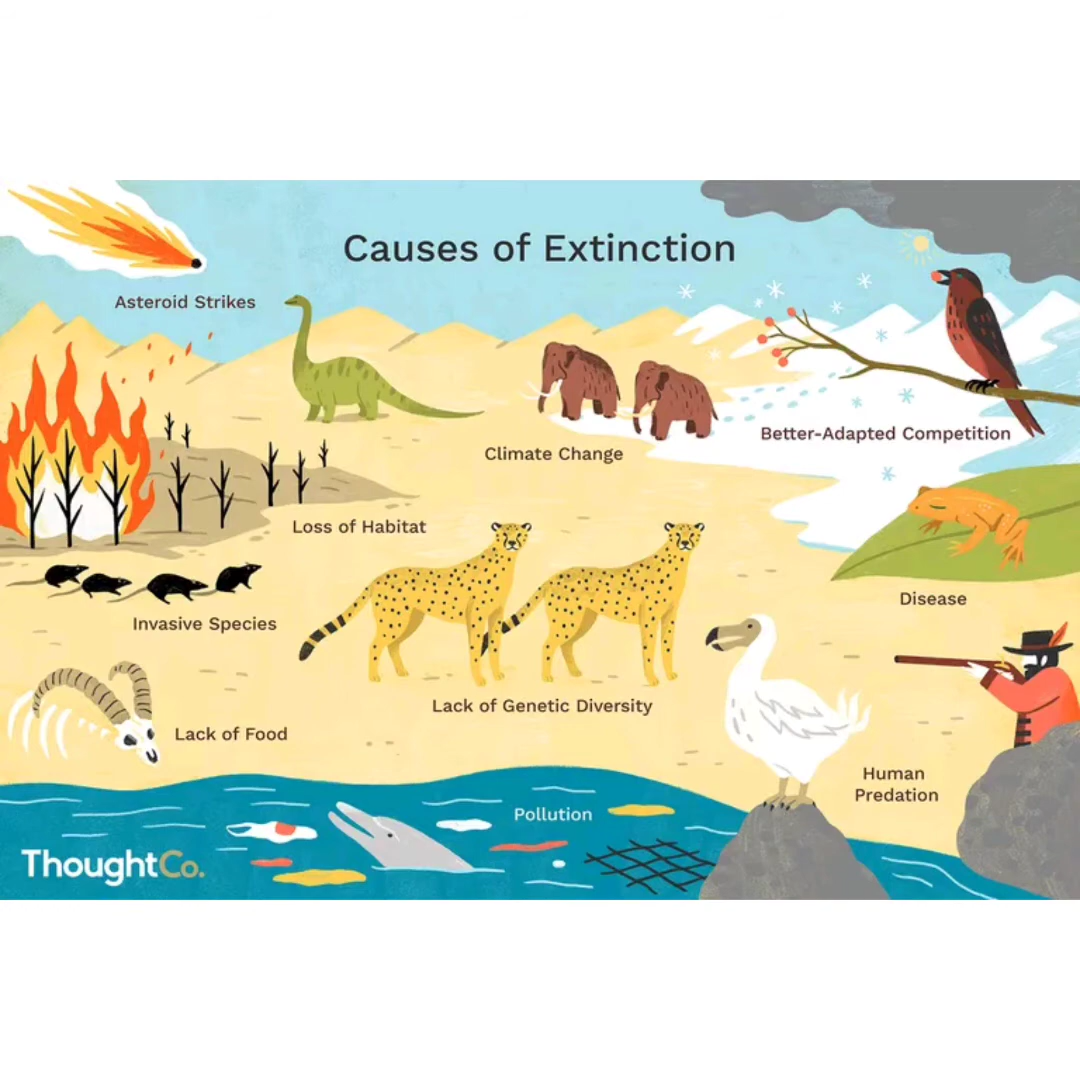 Causes of Extinction
Asteroid Strikes
Climate Change
Better-Adapted Competition
Loss of Habitat
Disease
Invasive Species
Lack of Genetic Diversity
Lack of Food
Human
Predation
Pollution
ThoughtCo.